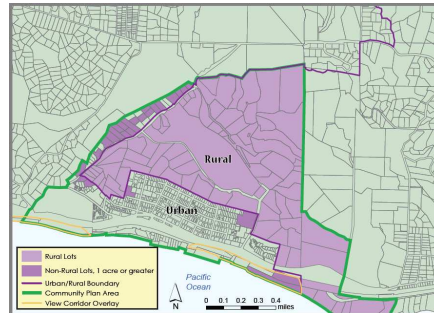 Rural
Urban
Rural Lots
Non-Rural Lots, 1 acre or greater
Urban/Rural Boundary
Community Plan Area
View Corridor Overlay
Pacific
Ocean
N
0 0.1 0.2 0.3 0.4
miles